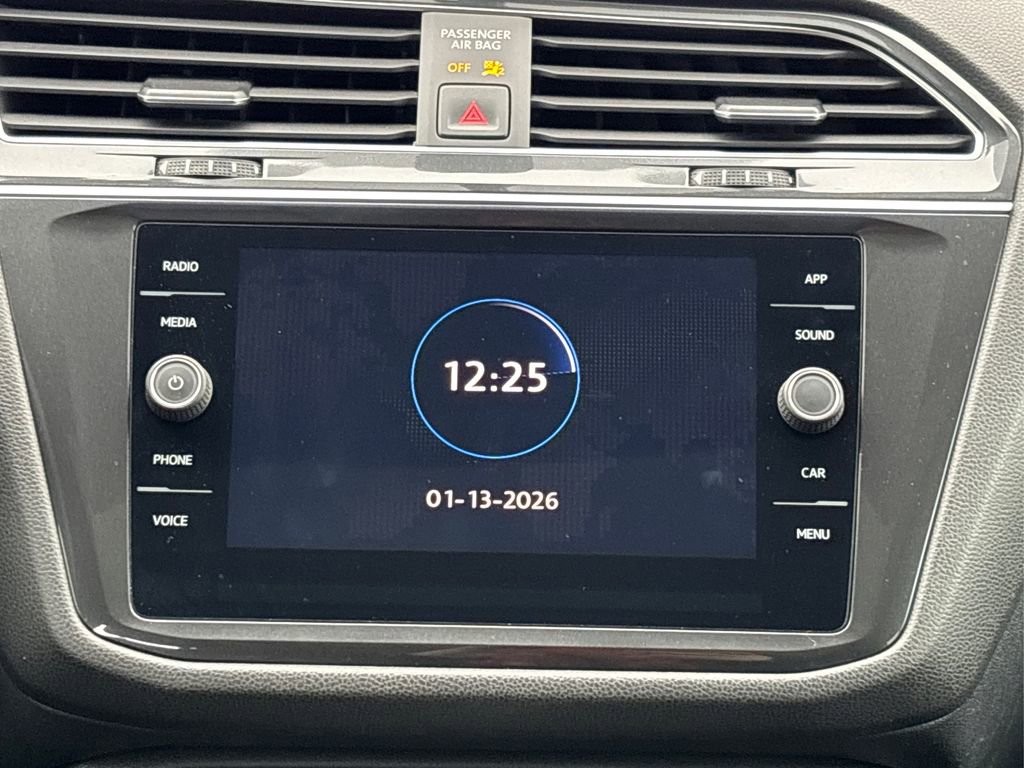 PASSENGER
AIR BAG
OFF
RADIO
MEDIA
PHONE
VOICE
12:25
01-13-2026
APP
SOUND
CAR
MENU